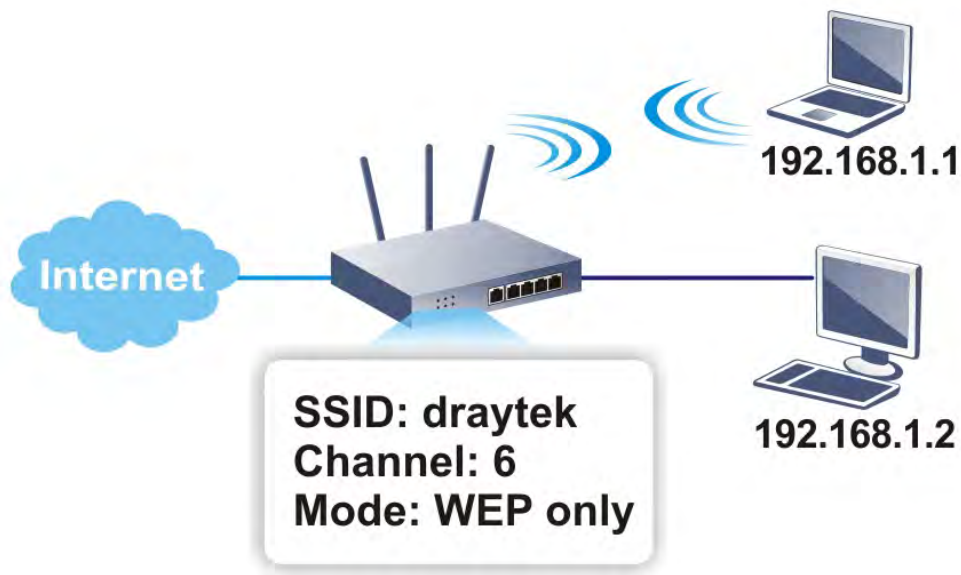 Internet
192.168.1.1
192.168.1.2
SSID: draytek
Channel: 6
Mode: WEP only